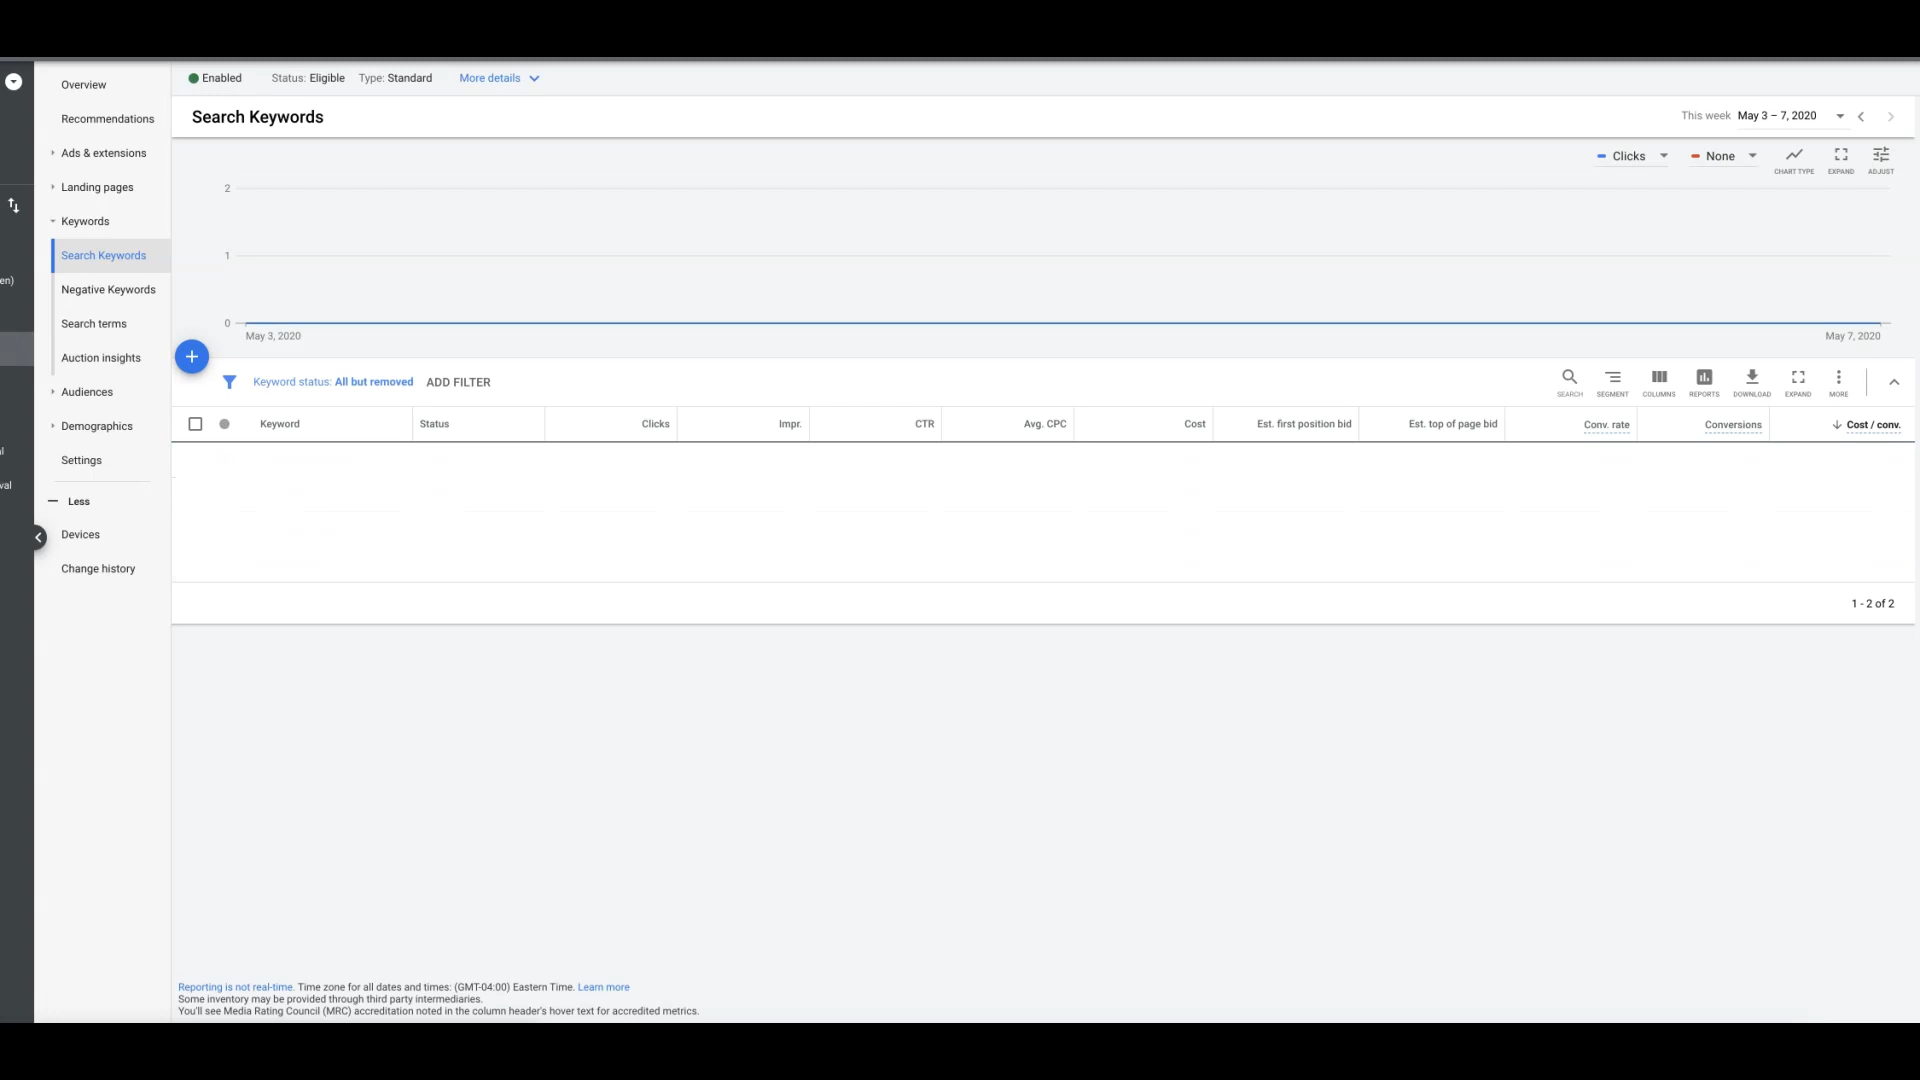 Enabled Status: Eligible Type: Standard More details
Overview
Search Keywords
This week May 3 – 7, 2020
Recommendations
Ads & extensions
Landing pages
Keywords
Search Keywords
Negative Keywords
Search terms
Auction insights
Audiences
Demographics
Settings
Less
Devices
Change history
en)
val
Clicks None CHART TYPE EXPAND ADJUST
2
1
0
May 3, 2020 May 7, 2020
Keyword status: All but removed ADD FILTER
SEARCH SEGMENT COLUMNS REPORTS DOWNLOAD EXPAND MORE
Keyword Status Clicks Impr. CTR Avg. CPC Cost Est. first position bid Est. top of page bid Conv. rate Conversions Cost / conv.
1 - 2 of 2
Reporting is not real-time. Time zone for all dates and times: (GMT-04:00) Eastern Time. Learn more
Some inventory may be provided through third party intermediaries.
You'll see Media Rating Council (MRC) accreditation noted in the column header's hover text for accredited metrics.